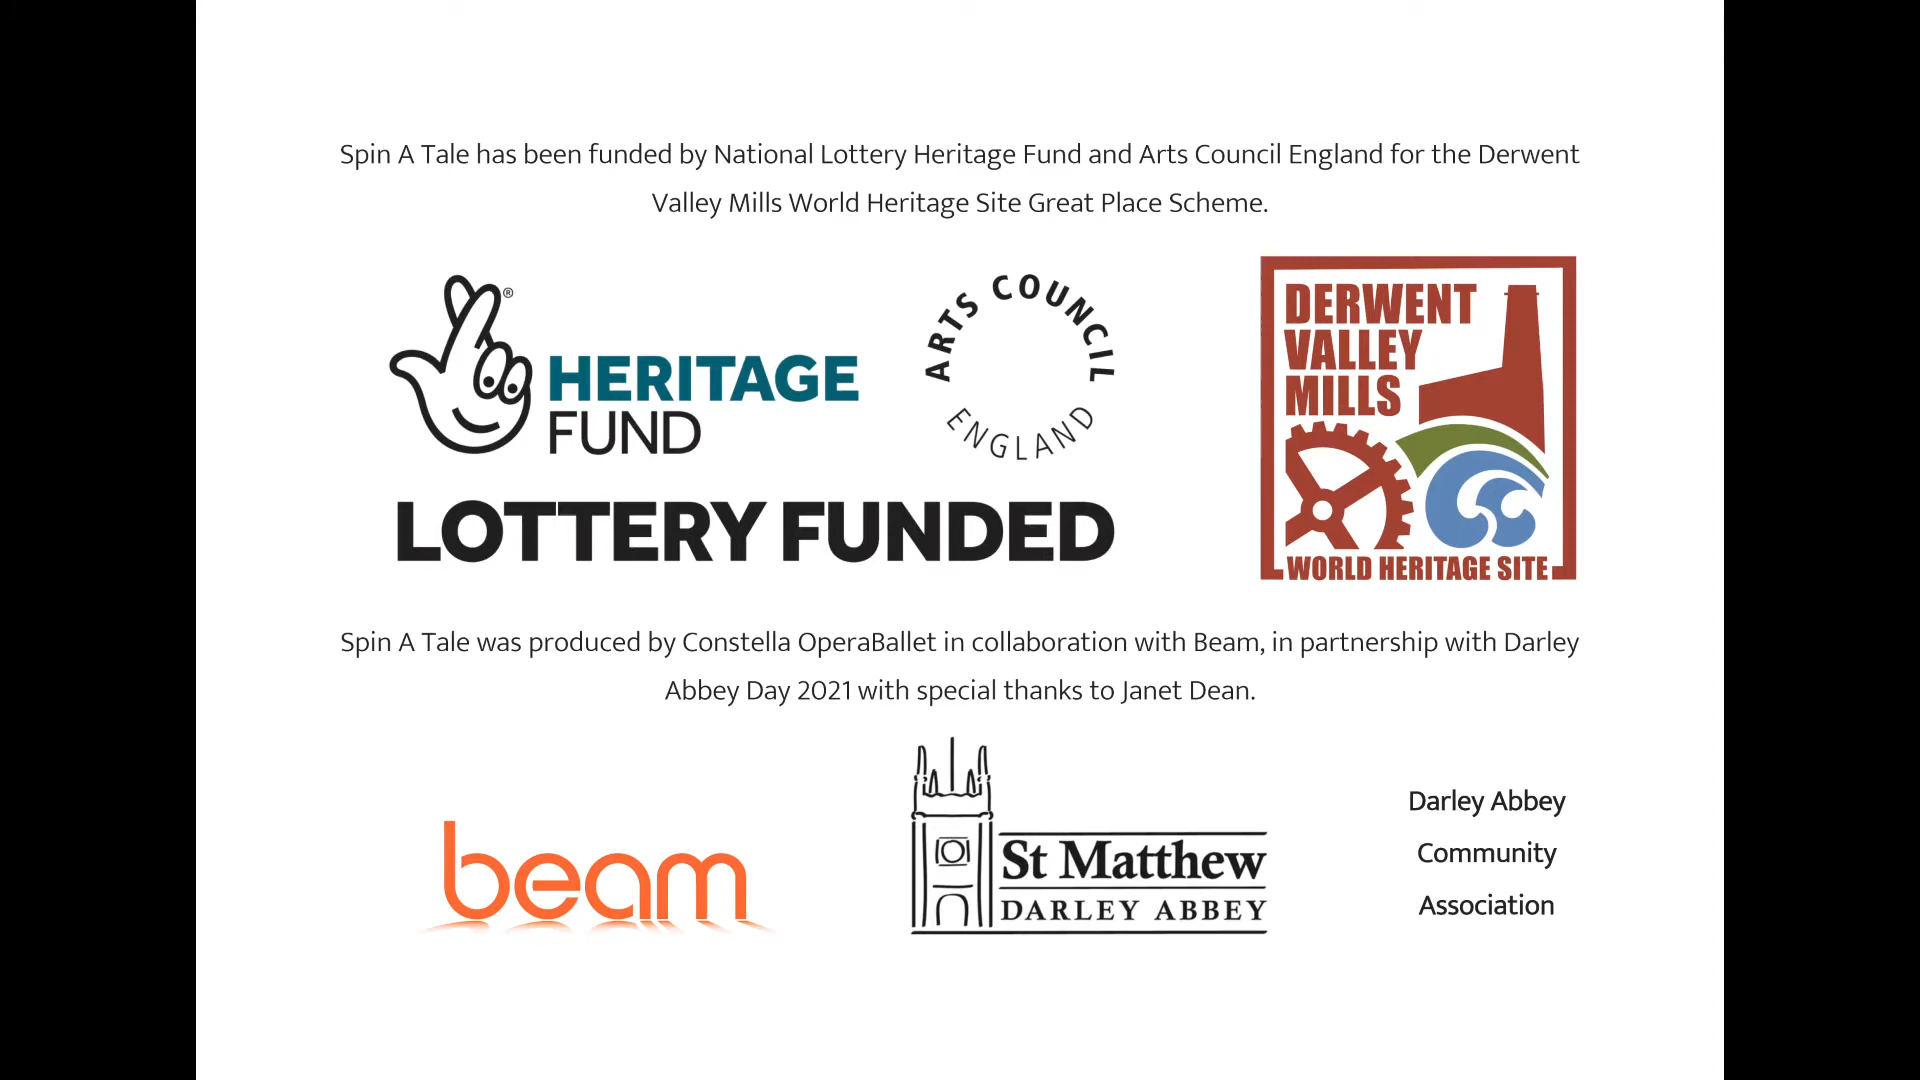 Spin A Tale has been funded by National Lottery Heritage Fund and Arts Council England for the Derwent
Valley Mills World Heritage Site Great Place Scheme.
®
HERITAGE
FUND
ARTS COUNCIL
ENGLAND
LOTTERY FUNDED
DERWENT
VALLEY
MILLS
WORLD HERITAGE SITE
Spin A Tale was produced by Constella OperaBallet in collaboration with Beam, in partnership with Darley
Abbey Day 2021 with special thanks to Janet Dean.
beam
St Matthew
DARLEY ABBEY
Darley Abbey
Community
Association